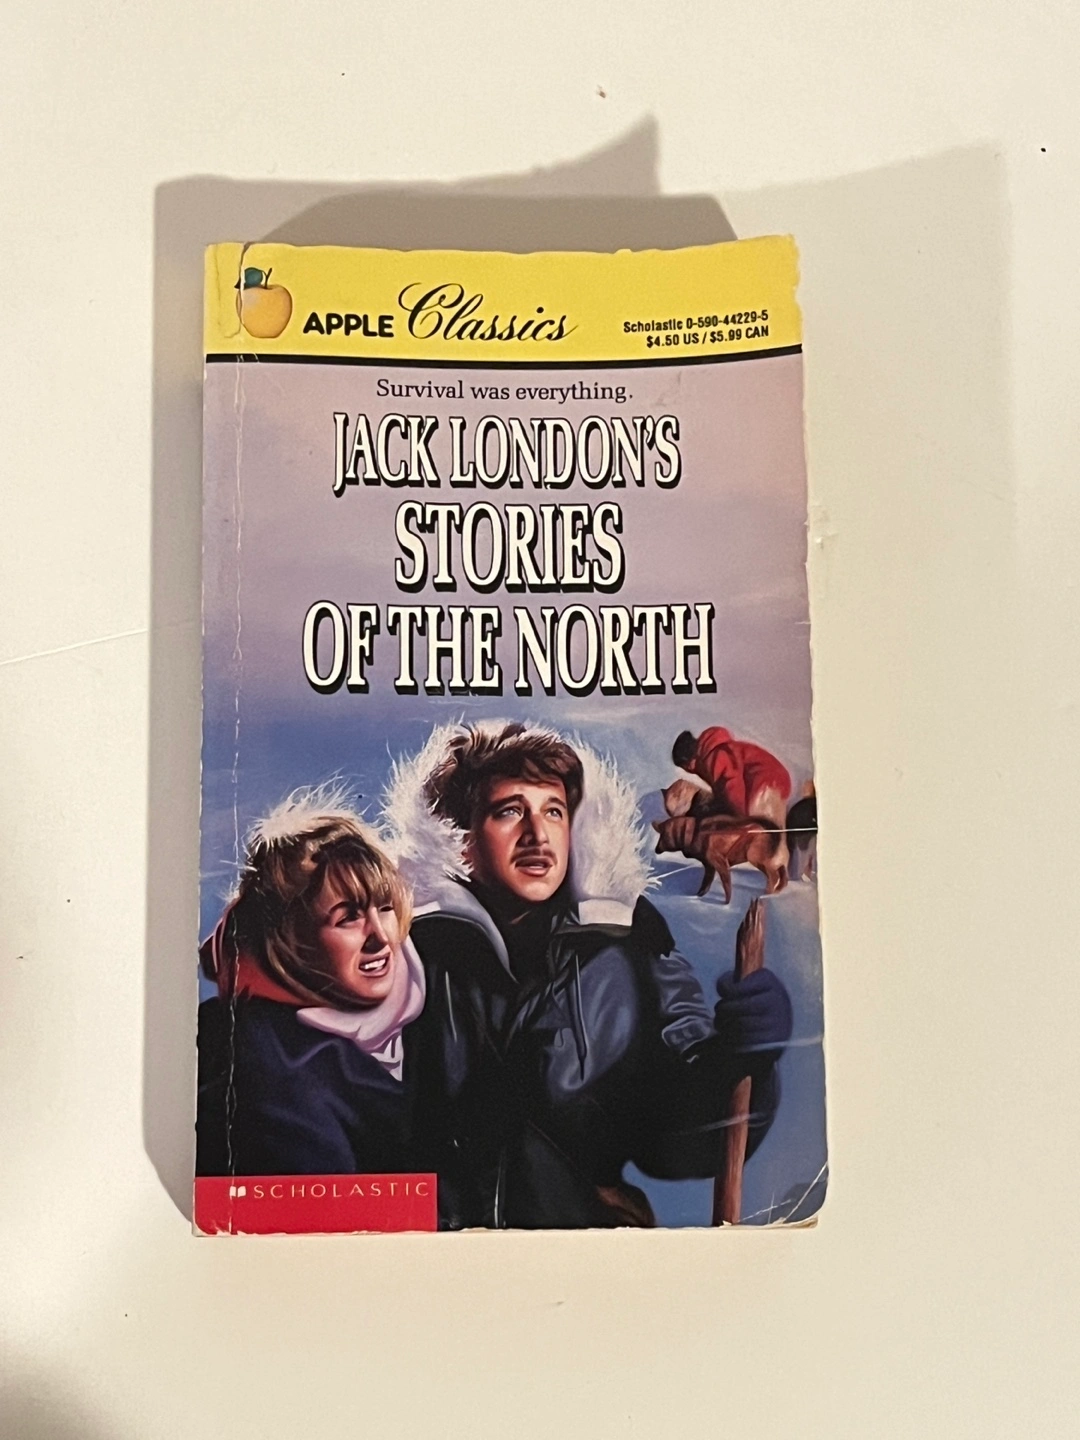 APPLE Classics
Scholastic 0-590-44229-5
$4.50 US / $5.99 CAN
Survival was everything.
JACK LONDON'S
STORIES
OF THE NORTH
SCHOLASTIC